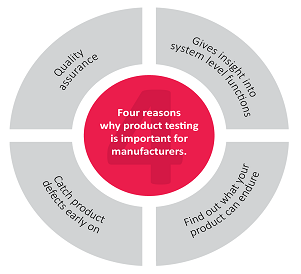 Quality
assurance
Gives insight into
system level functions
4
Four reasons
why product testing
is important for
manufacturers.
Catch product
defects early on
Find out what your
product can endure